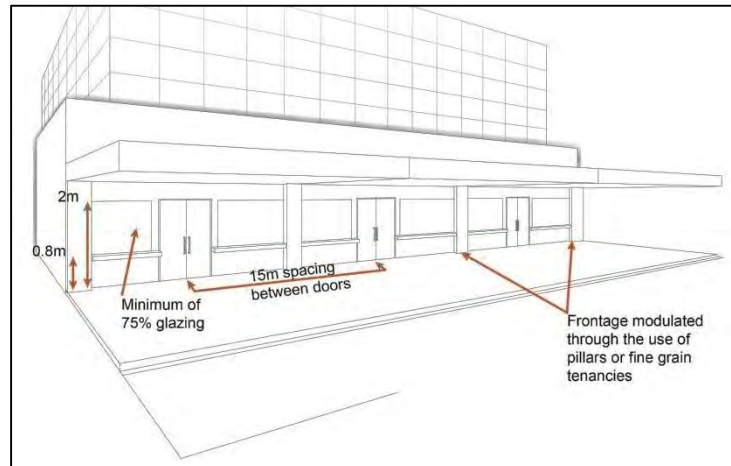 2m
0.8m
15m spacing
between doors
Minimum of
75% glazing
Frontage modulated
through the use of
pillars or fine grain
tenancies